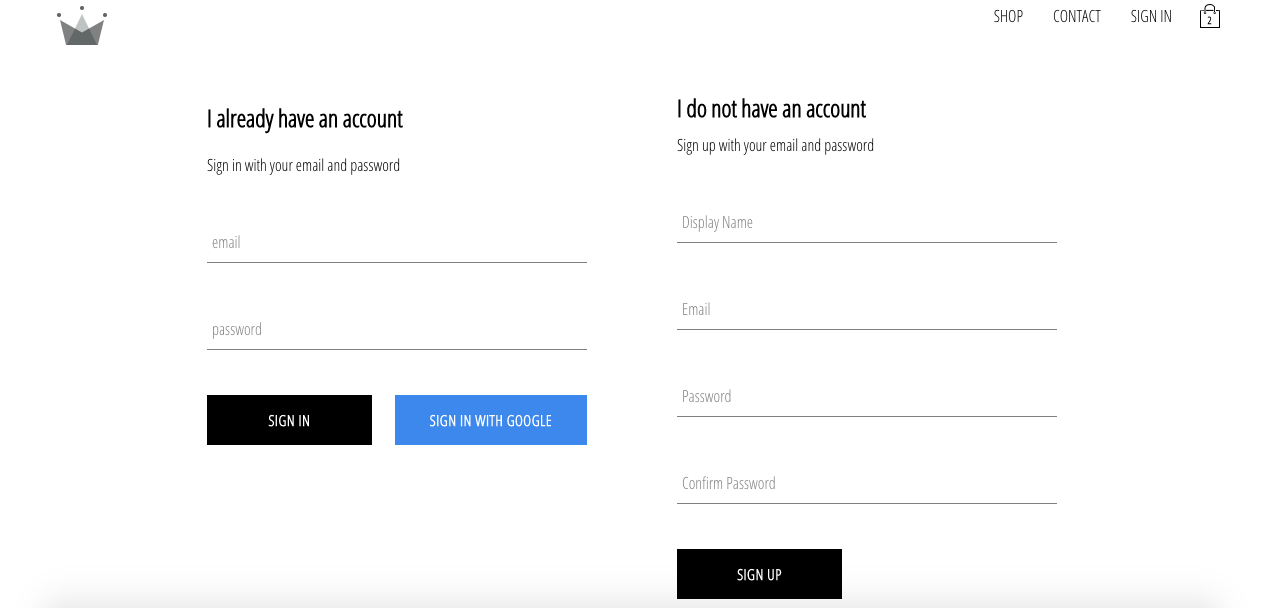 SHOP
CONTACT
SIGN IN
2
I already have an account
Sign in with your email and password
email
password
SIGN IN
SIGN IN WITH GOOGLE
I do not have an account
Sign up with your email and password
Display Name
Email
Password
Confirm Password
SIGN UP